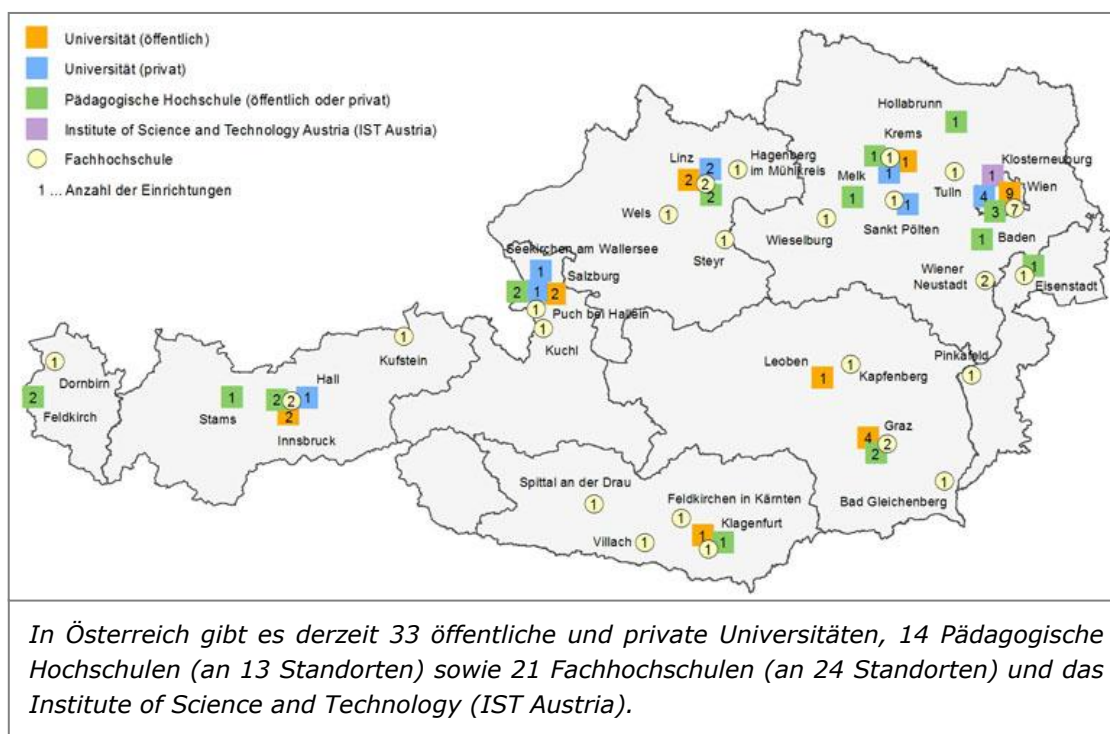 Universität (öffentlich)
Universität (privat)
Pädagogische Hochschule (öffentlich oder privat)
Institute of Science and Technology Austria (IST Austria)
Fachhochschule
1 ... Anzahl der Einrichtungen
Hollabrunn
1
Krems
1
1
1
1
Klosterneuburg
1
Linz
2
2
2
2
Hagenberg
im Mühlkreis
1
Melk
1
Tulln
1
Wien
4
9
3
7
Wels
1
Steyr
1
Wieselburg
1
Sankt Pölten
1
1
Baden
1
Wiener
Neustadt
2
Eisenstadt
1
1
Seekirchen am Wallersee
1
Salzburg
2
1
2
Puch bei Hallein
1
Kuchl
1
Kufstein
1
Dornbirn
1
Feldkirch
2
Stams
1
Hall
1
Innsbruck
2
2
2
Leoben
1
Kapfenberg
1
Pinkafeld
1
Graz
4
2
2
Bad Gleichenberg
1
Spittal an der Drau
1
Feldkirchen in Kärnten
1
Villach
1
Klagenfurt
1
1
1
In Österreich gibt es derzeit 33 öffentliche und private Universitäten, 14 Pädagogische
Hochschulen (an 13 Standorten) sowie 21 Fachhochschulen (an 24 Standorten) und das
Institute of Science and Technology (IST Austria).